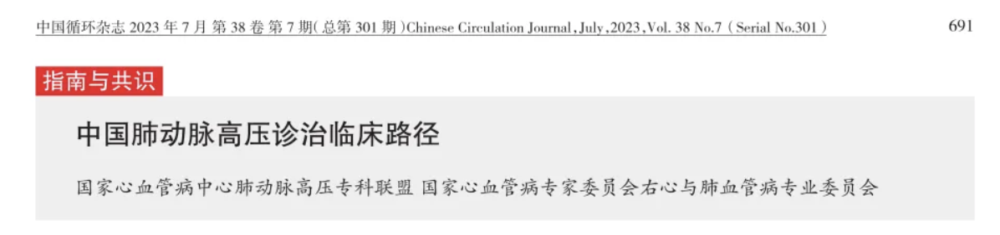 中国循环杂志 2023 年 7 月 第 38 卷 第 7 期(总第 301 期)Chinese Circulation Journal,July,2023,Vol. 38 No.7(Serial No.301) 691
指南与共识
中国肺动脉高压诊治临床路径
国家心血管病中心肺动脉高压专科联盟 国家心血管病专家委员会右心与肺血管病专业委员会